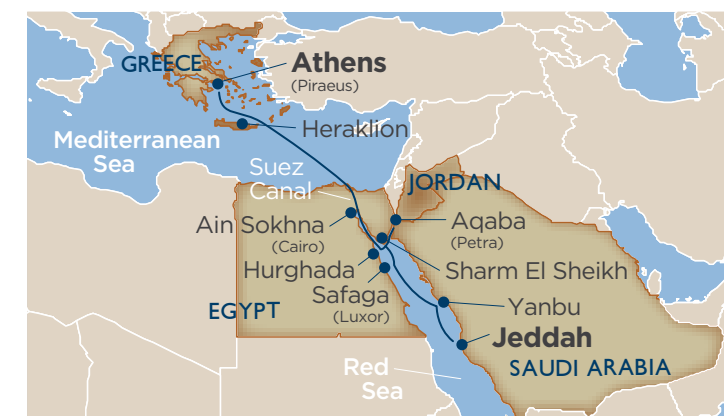 GREECE
Athens
(Piraeus)
Heraklion
Mediterranean
Sea
Suez
Canal
JORDAN
Ain Sokhna
(Cairo)
Aqaba
(Petra)
Hurghada
Sharm El Sheikh
Safaga
(Luxor)
EGYPT
Yanbu
Jeddah
SAUDI ARABIA
Red
Sea